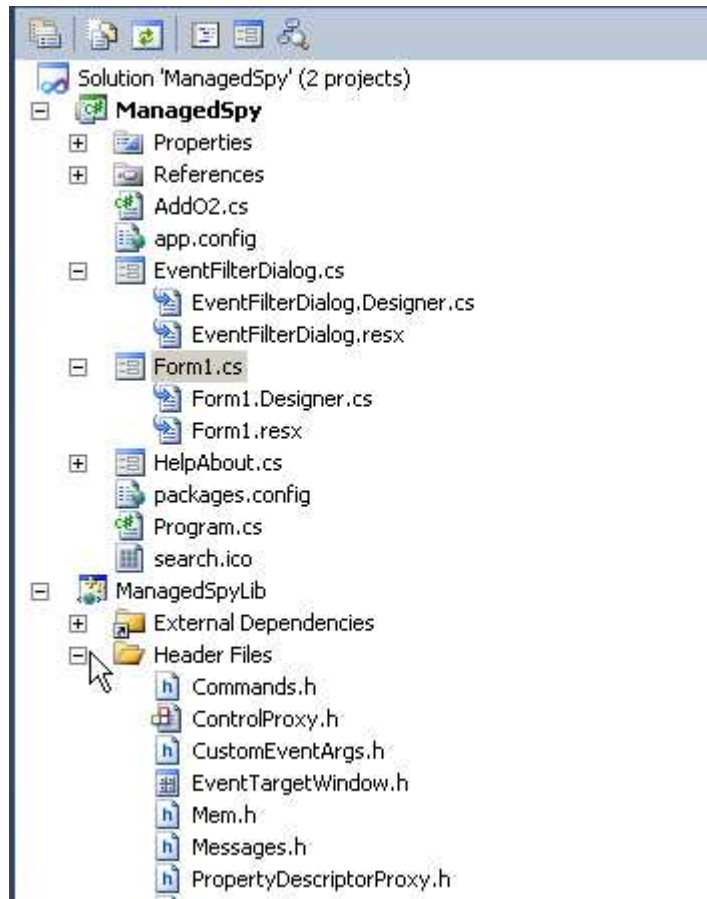 Solution 'ManagedSpy' (2 projects)
ManagedSpy
Properties
References
AddO2.cs
app.config
EventFilterDialog.cs
EventFilterDialog.Designer.cs
EventFilterDialog.resx
Form1.cs
Form1.Designer.cs
Form1.resx
HelpAbout.cs
packages.config
Program.cs
search.ico
ManagedSpyLib
External Dependencies
Header Files
Commands.h
ControlProxy.h
CustomEventArgs.h
EventTargetWindow.h
Mem.h
Messages.h
PropertyDescriptorProxy.h